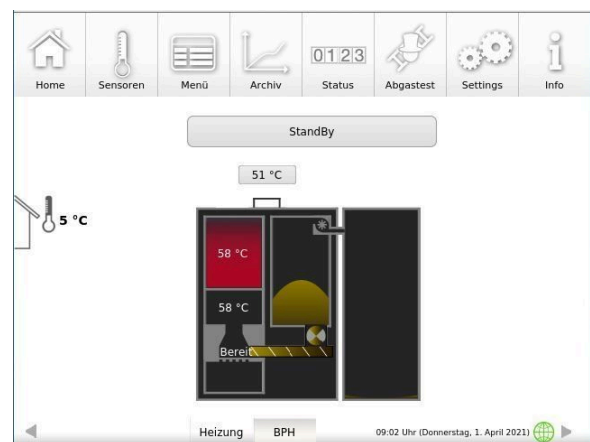 Home Sensoren Menü Archiv 0123 Status Abgastest Settings Info
StandBy
51 °C
5 °C
58 °C
58 °C
Bereit
Heizung BPH 09:02 Uhr (Donnerstag, 1. April 2021)